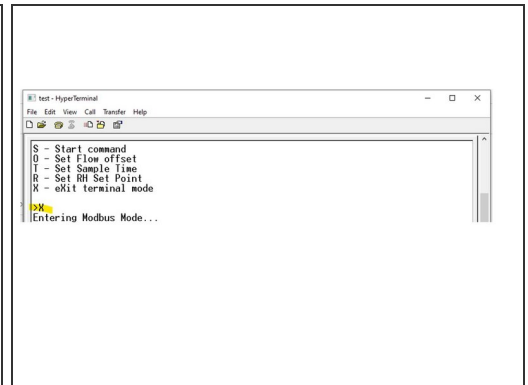 test - HyperTerminal
File Edit View Call Transfer Help
S - Start command
O - Set Flow offset
T - Set Sample Time
R - Set RH Set Point
X - eXit terminal mode
>X
Entering Modbus Mode...